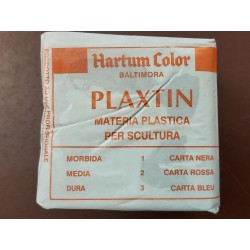 Hartum Color
BALTIMORA
PLAXTIN
MATERIA PLASTICA
PER SCULTURA
MORBIDA 1 CARTA NERA
MEDIA 2 CARTA ROSSA
DURA 3 CARTA BLEU